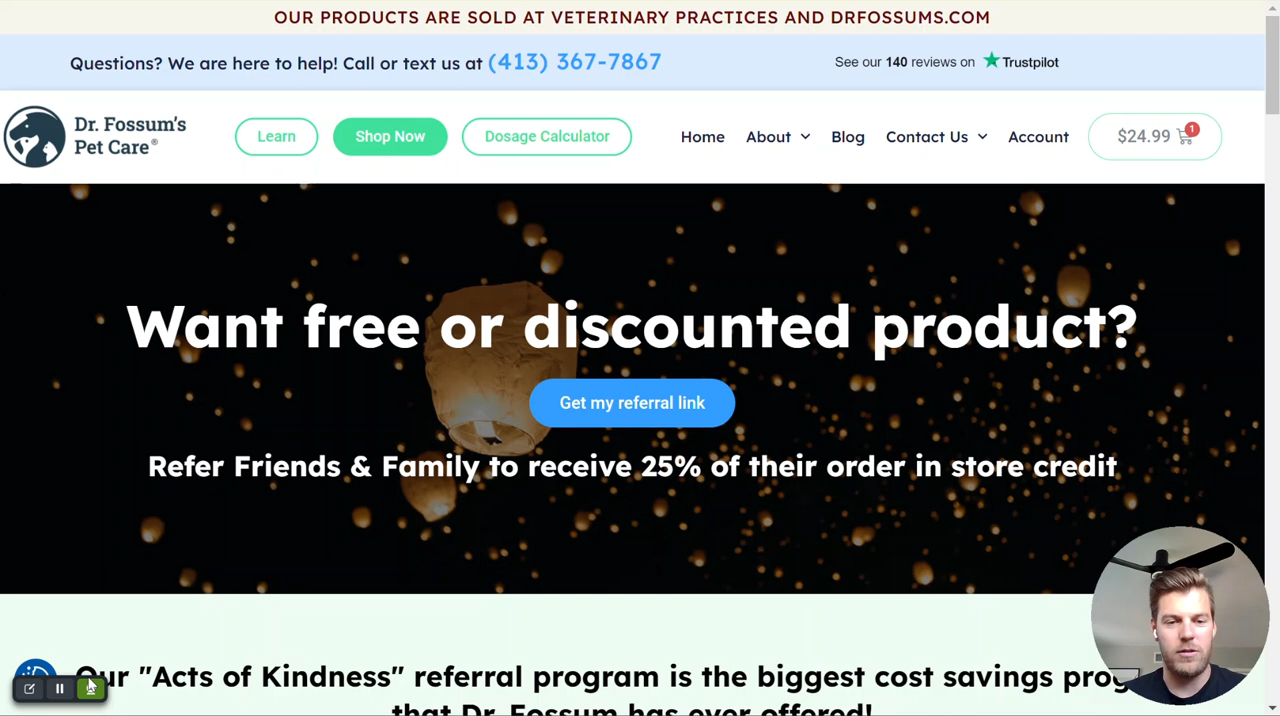 OUR PRODUCTS ARE SOLD AT VETERINARY PRACTICES AND DRFOSSUMS.COM
Questions? We are here to help! Call or text us at (413) 367-7867
See our 140 reviews on Trustpilot
Dr. Fossum's
Pet Care®
Learn
Shop Now
Dosage Calculator
Home
About
Blog
Contact Us
Account
$24.99
1
Want free or discounted product?
Get my referral link
Refer Friends & Family to receive 25% of their order in store credit
"Acts of Kindness" referral program is the biggest cost savings
that Dr. Fossum has ever offered!